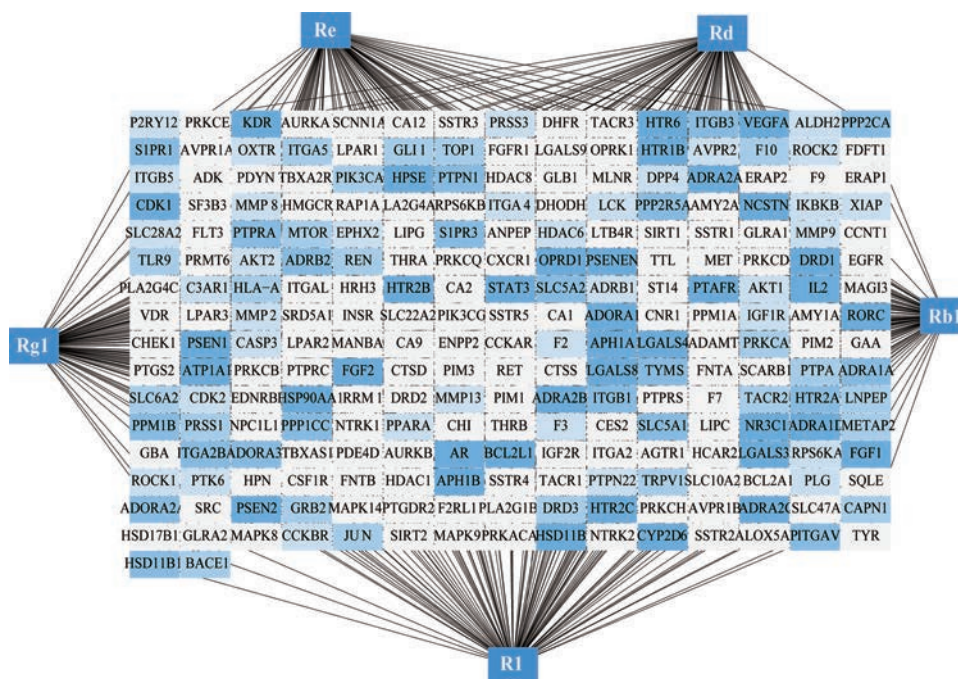 Re Rd
P2RY12 PRKCE KDR AURKA SCNN1A CA12 SSTR3 PRSS3 DHFR TACR3 HTR6 ITGB3 VEGFA ALDH2 PPP2CA
S1PR1 AVPR1A OXTR ITGA5 LPAR1 GLI1 TOP1 FGFR1 LGALS9 OPRK1 HTR1B AVPR2 F10 ROCK2 FDFT1
ITGB5 ADK PDYN TBXA2R PIK3CA HPSE PTPN1 HDAC8 GLB1 MLNR DPP4 ADRA2A ERAP2 F9 ERAP1
CDK1 SF3B3 MMP8 HMGCR RAP1A LA2G4A RPS6KB ITGA4 DHODH LCK PPP2R5A AMY2A NCSTN IKBKB XIAP
SLC28A2 FLT3 PTPRA MTOR EPHX2 LIPG S1PR3 ANPEP HDAC6 LTB4R SIRT1 SSTR1 GLRA1 MMP9 CCNT1
TLR9 PRMT6 AKT2 ADRB2 REN THRA PRKCQ CXCR1 OPRD1 PSENEN TTL MET PRKCD DRD1 EGFR
PLA2G4C C3AR1 HLA-A ITGAL HRH3 HTR2B CA2 STAT3 SLC5A2 ADRB1 ST14 PTAFR AKT1 IL2 MAGI3
VDR LPAR3 MMP2 SRD5A1 INSR SLC22A2 PIK3CG SSTR5 CA1 ADORA1 CNR1 PPM1A IGF1R AMY1A RORC
Rg1 Rb1
CHEK1 PSEN1 CASP3 LPAR2 MANBA CA9 ENPP2 CCKAR F2 APH1A LGALS4 ADAMT PRKCA PIM2 GAA
PTGS2 ATP1A1 PRKCB PTPRC FGF2 CTSD PIM3 RET CTSS LGALS8 TYMS FNTA SCARB1 PTPA ADRA1A
SLC6A2 CDK2 EDNRB HSP90AA1 RRM1 DRD2 MMP13 PIM1 ADRA2B ITGB1 PTPRS F7 TACR2 HTR2A LNPEP
PPM1B PRSS1 NPC1L1 PPP1CC NTRK1 PPARA CHI THRB F3 CES2 SLC5A1 LIPC NR3C1 ADRA1D METAP2
GBA ITGA2B ADORA3 TBXAS1 PDE4D AURKB AR BCL2L1 IGF2R ITGA2 AGTR1 HCAR2 LGALS3 RPS6KA FGF1
ROCK1 PTK6 HPN CSF1R FNTB HDAC1 APH1B SSTR4 TACR1 PTPN22 TRPV1 SLC10A2 BCL2A1 PLG SQLE
ADORA2A SRC PSEN2 GRB2 MAPK14 PTGDR2 F2RL1 PLA2G1B DRD3 HTR2C PRKCH AVPR1B ADRA2C SLC47A CAPN1
HSD17B1 GLRA2 MAPK8 CCKBR JUN SIRT2 MAPK9 PRKACA HSD11B NTRK2 CYP2D6 SSTR2 ALOX5A PITGAV TYR
HSD11B1 BACE1
R1